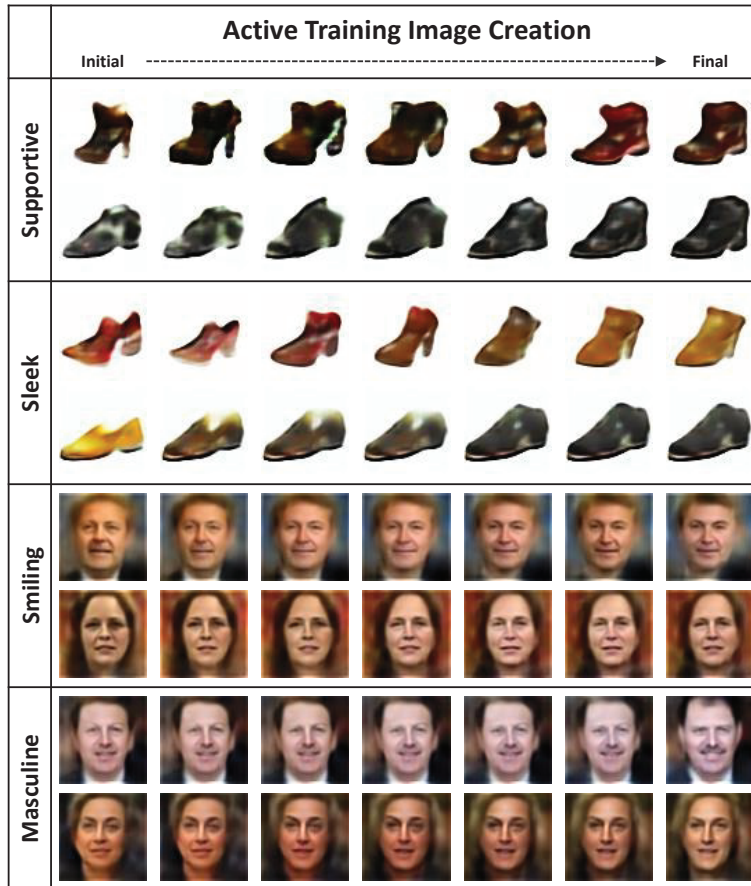 Active Training Image Creation
Initial
Final
Supportive
Sleek
Smiling
Masculine